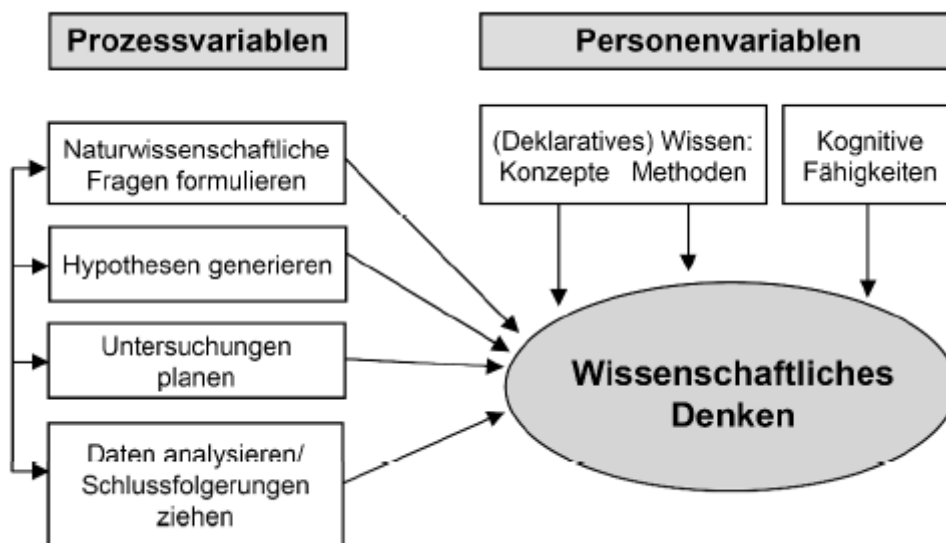 Prozessvariablen
Personenvariablen
Naturwissenschaftliche
Fragen formulieren
Hypothesen generieren
Untersuchungen
planen
Daten analysieren/
Schlussfolgerungen
ziehen
(Deklaratives) Wissen:
Konzepte Methoden
Kognitive
Fähigkeiten
Wissenschaftliches
Denken